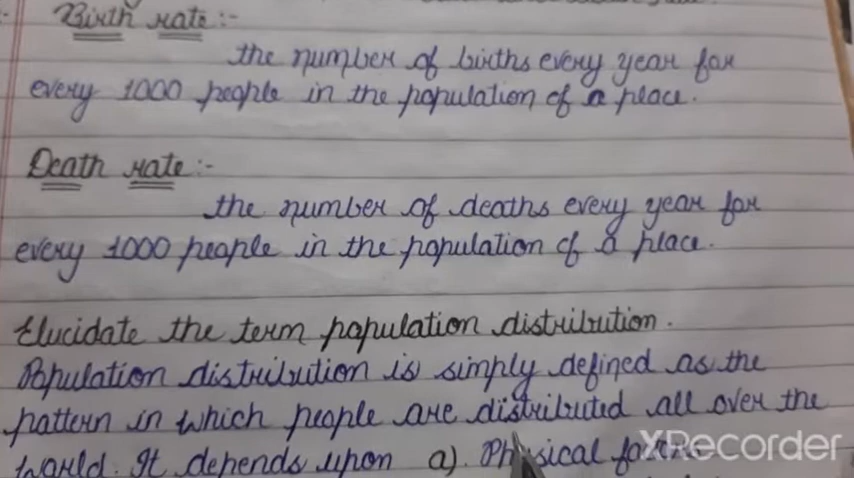 Birth rate :-
the number of births every year for
every 1000 people in the population of a place.
Death rate :-
the number of deaths every year for
every 1000 people in the population of a place.
Elucidate the term population distribution.
Population distribution is simply defined as the
pattern in which people are distributed all over the
world. It depends upon a). Physical factors
XRecorder